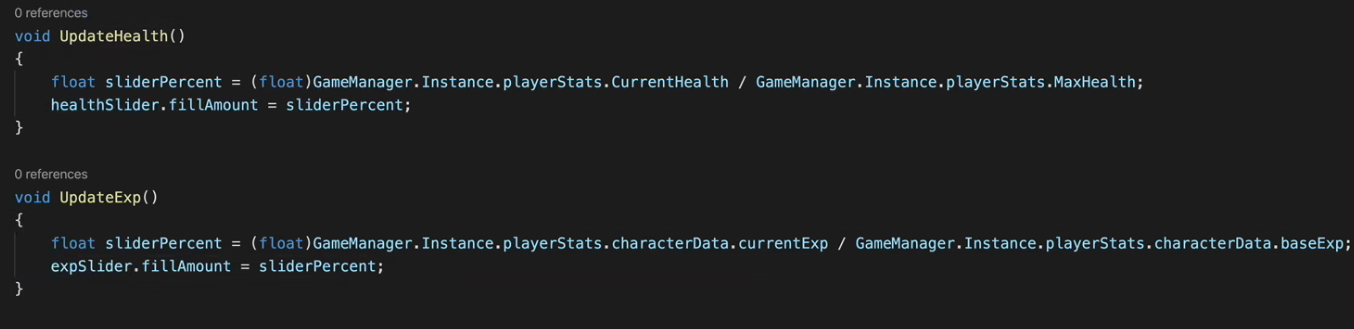 0 references
void UpdateHealth()
{
    float sliderPercent = (float)GameManager.Instance.playerStats.CurrentHealth / GameManager.Instance.playerStats.MaxHealth;
    healthSlider.fillAmount = sliderPercent;
}
0 references
void UpdateExp()
{
    float sliderPercent = (float)GameManager.Instance.playerStats.characterData.currentExp / GameManager.Instance.playerStats.characterData.baseExp;
    expSlider.fillAmount = sliderPercent;
}